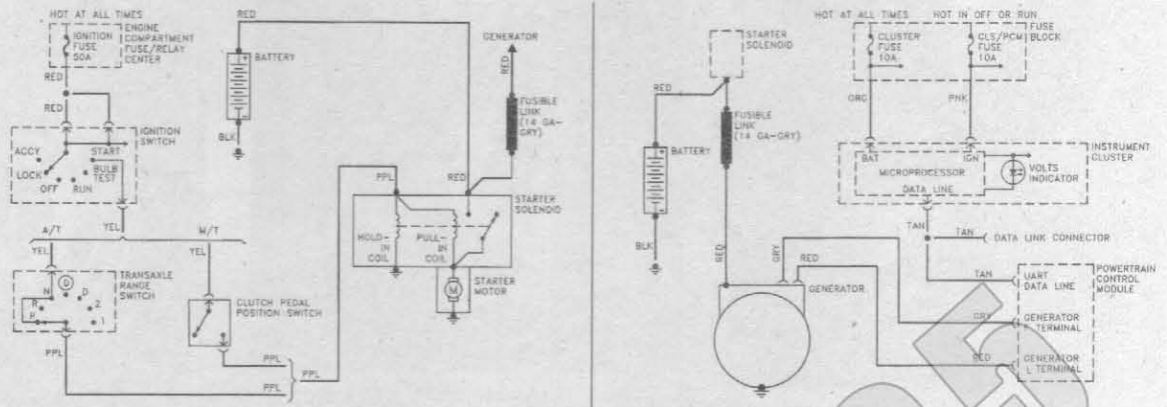 HOT AT ALL TIMES
IGNITION
FUSE
50A
ENGINE
COMPARTMENT
FUSE/RELAY
CENTER
RED
RED
IGNITION
SWITCH
ACCY
LOCK
OFF
RUN
BULB
TEST
START
YEL
A/T
M/T
YEL
YEL
TRANSAXLE
RANGE
SWITCH
P
R
N
D
D
2
1
CLUTCH PEDAL
POSITION SWITCH
PPL
PPL
PPL
PPL
RED
BATTERY
BLK
PPL
RED
GENERATOR
RED
FUSIBLE
LINK
(14 GA-
GRY)
STARTER
SOLENOID
HOLD-
IN
COIL
PULL-
IN
COIL
M
STARTER
MOTOR
STARTER
SOLENOID
RED
FUSIBLE
LINK
(14 GA-GRY)
BATTERY
BLK
RED
GRY
RED
GENERATOR
HOT AT ALL TIMES
HOT IN OFF OR RUN
CLUSTER
FUSE
10A
CLS/PCM
FUSE
10A
FUSE
BLOCK
ORG
PNK
BAT
IGN
INSTRUMENT
CLUSTER
MICROPROCESSOR
DATA LINE
VOLTS
INDICATOR
TAN
TAN
DATA LINK CONNECTOR
TAN
UART
DATA LINE
POWERTRAIN
CONTROL
MODULE
GRY
GENERATOR
F TERMINAL
RED
GENERATOR
L TERMINAL